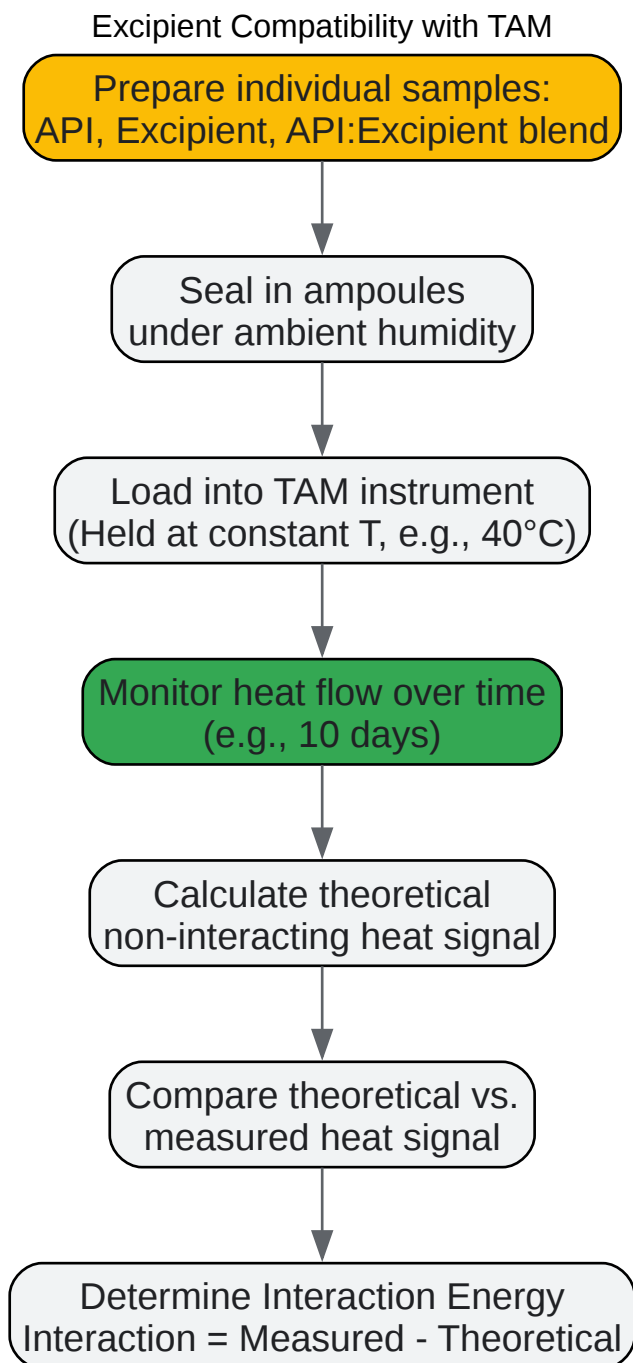 Excipient Compatibility with TAM
Prepare individual samples:
API, Excipient, API:Excipient blend
Seal in ampoules
under ambient humidity
Load into TAM instrument
(Held at constant T, e.g., 40°C)
Monitor heat flow over time
(e.g., 10 days)
Calculate theoretical
non-interacting heat signal
Compare theoretical vs.
measured heat signal
Determine Interaction Energy
Interaction = Measured - Theoretical